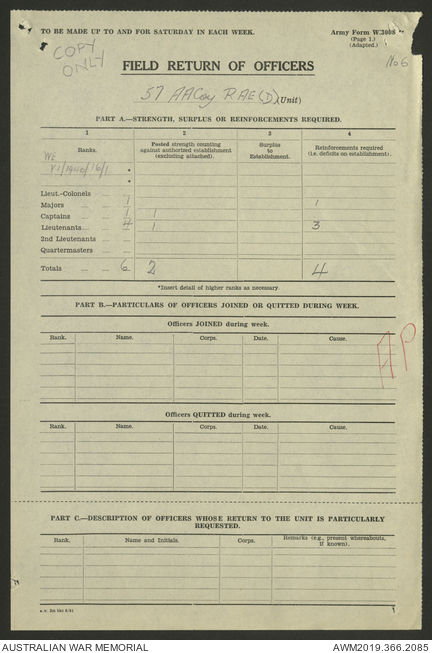 TO BE MADE UP TO AND FOR SATURDAY IN EACH WEEK.
Army Form W.3008
(Page 1.)
(Adapted.)
COPY
ONLY
FIELD RETURN OF OFFICERS
57 AA Coy R.A.E (D) (Unit)
PART A.—STRENGTH, SURPLUS OR REINFORCEMENTS REQUIRED.
1 2 3 4
Ranks. Posted strength counting against authorized establishment (excluding attached). Surplus to Establishment. Reinforcements required (i.e. deficits on establishment).
WE
*
*
Lieut.-Colonels
Majors 1 1
Captains 1 1
Lieutenants 4 1 3
2nd Lieutenants
Quartermasters
Totals 6 2 4
*Insert detail of higher ranks as necessary.
PART B.—PARTICULARS OF OFFICERS JOINED OR QUITTED DURING WEEK.
Officers JOINED during week.
Rank. Name. Corps. Date. Cause.
AP
Officers QUITTED during week.
Rank. Name. Corps. Date. Cause.
PART C.—DESCRIPTION OF OFFICERS WHOSE RETURN TO THE UNIT IS PARTICULARLY
REQUESTED.
Rank. Name and Initials. Corps. Remarks (e.g., present whereabouts, if known).
AUSTRALIAN WAR MEMORIAL
AWM2019.366.2085